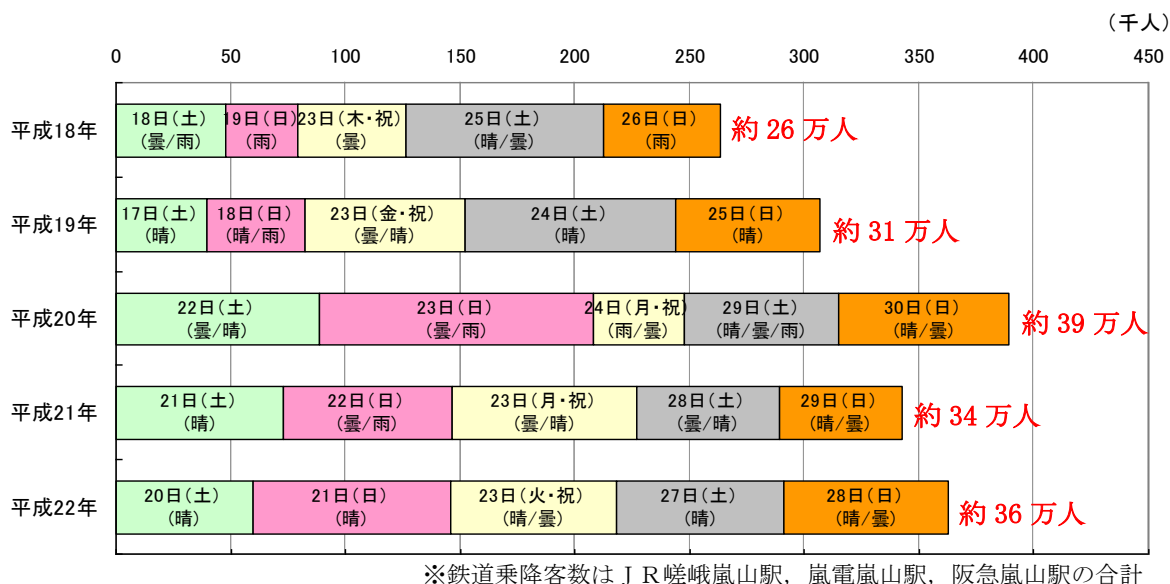 (千人)
0 50 100 150 200 250 300 350 400 450
平成18年
18日(土) 19日(日) 23日(木・祝) 25日(土) 26日(日)
(曇/雨) (雨) (曇) (晴/曇) (雨)
約 26 万人
平成19年
17日(土) 18日(日) 23日(金・祝) 24日(土) 25日(日)
(晴) (晴/雨) (曇/晴) (晴) (晴)
約 31 万人
平成20年
22日(土) 23日(日) 24日(月・祝) 29日(土) 30日(日)
(曇/晴) (曇/雨) (雨/曇) (晴/曇/雨) (晴/曇)
約 39 万人
平成21年
21日(土) 22日(日) 23日(月・祝) 28日(土) 29日(日)
(晴) (曇/雨) (曇/晴) (曇/晴) (晴/曇)
約 34 万人
平成22年
20日(土) 21日(日) 23日(火・祝) 27日(土) 28日(日)
(晴) (晴) (晴/曇) (晴) (晴/曇)
約 36 万人
※鉄道乗降客数はJR嵯峨嵐山駅，嵐電嵐山駅，阪急嵐山駅の合計